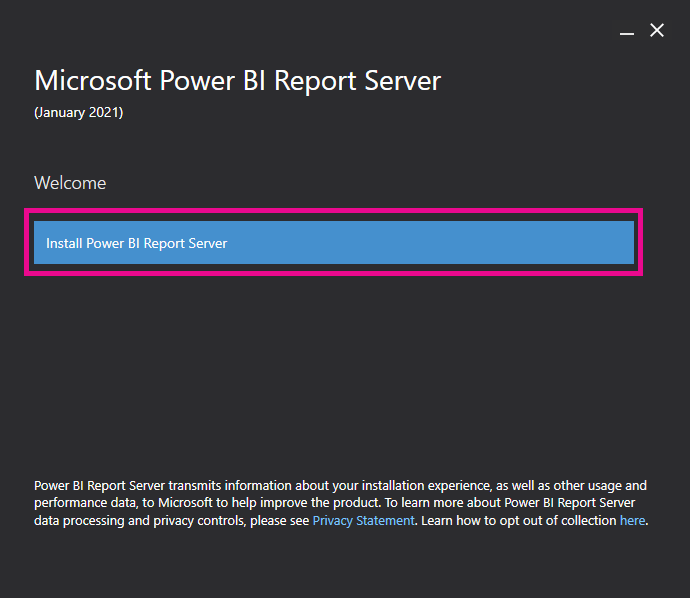 Microsoft Power BI Report Server
(January 2021)
Welcome
Install Power BI Report Server
Power BI Report Server transmits information about your installation experience, as well as other usage and
performance data, to Microsoft to help improve the product. To learn more about Power BI Report Server
data processing and privacy controls, please see Privacy Statement. Learn how to opt out of collection here.